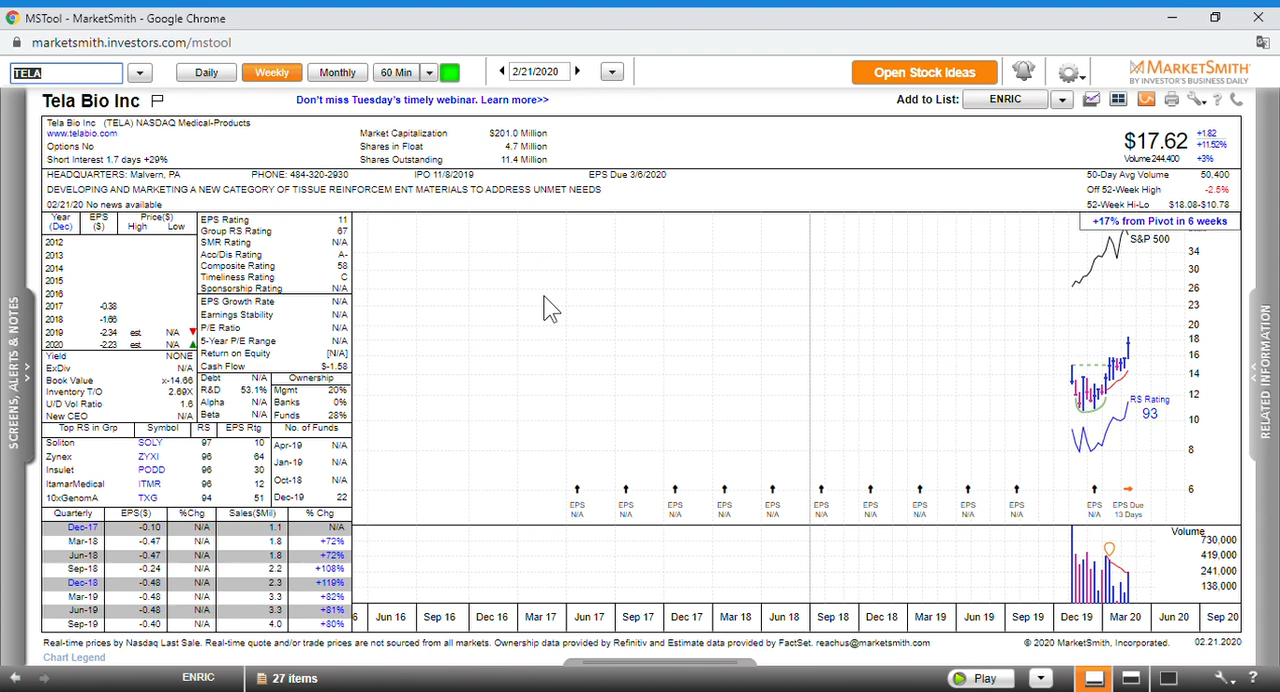 MSTool - MarketSmith - Google Chrome
marketsmith.investors.com/mstool
TELA Daily Weekly Monthly 60 Min 2/21/2020 Open Stock Ideas MARKETSMITH
BY INVESTOR'S BUSINESS DAILY
Tela Bio Inc Don't miss Tuesday's timely webinar. Learn more>> Add to List: ENRIC
Tela Bio Inc (TELA) NASDAQ Medical-Products
www.telabio.com Market Capitalization $201.0 Million $17.62 +1.82
Options No Shares in Float 4.7 Million +11.52%
Short Interest 1.7 days +29% Shares Outstanding 11.4 Million Volume 244,400 +3%
HEADQUARTERS: Malvern, PA PHONE: 484-320-2930 IPO 11/8/2019 EPS Due 3/6/2020 50-Day Avg Volume 50,400
DEVELOPING AND MARKETING A NEW CATEGORY OF TISSUE REINFORCEM ENT MATERIALS TO ADDRESS UNMET NEEDS Off 52-Week High -2.5%
02/21/20 No news available 52-Week Hi-Lo $18.08-$10.78
Year EPS Price($)
(Dec) ($) High Low
2012
2013
2014
2015
2016
2017 -0.38
2018 -1.66
2019 -2.34 est N/A
2020 -2.23 est N/A
Yield NONE
ExDiv N/A
Book Value x-14.66
Inventory T/O 2.69X
U/D Vol Ratio 1.6
New CEO N/A
EPS Rating 11
Group RS Rating 67
SMR Rating N/A
Acc/Dis Rating A-
Composite Rating 58
Timeliness Rating C
Sponsorship Rating N/A
EPS Growth Rate N/A
Earnings Stability N/A
P/E Ratio N/A
5-Year P/E Range N/A
Return on Equity [N/A]
Cash Flow $-1.58
Debt N/A
R&D 53.1%
Alpha N/A
Beta N/A
Ownership
Mgmt 20%
Banks 0%
Funds 28%
Top RS in Grp Symbol RS EPS Rtg
Soliton SOLY 97 10
Zynex ZYXI 96 64
Insulet PODD 96 30
ItamarMedical ITMR 96 12
10xGenomA TXG 94 51
No. of Funds
Apr-19 N/A
Jan-19 N/A
Oct-18 N/A
Dec-19 22
Quarterly EPS($) %Chg Sales($Mil) % Chg
Dec-17 -0.10 N/A 1.1 N/A
Mar-18 -0.47 N/A 1.8 +72%
Jun-18 -0.47 N/A 1.8 +72%
Sep-18 -0.24 N/A 2.2 +108%
Dec-18 -0.48 N/A 2.3 +119%
Mar-19 -0.48 N/A 3.3 +82%
Jun-19 -0.48 N/A 3.3 +81%
Sep-19 -0.40 N/A 4.0 +80%
+17% from Pivot in 6 weeks
S&P 500
34
30
26
23
20
18
16
14
12
10
8
6
RS Rating
93
EPS EPS EPS EPS EPS EPS EPS EPS EPS EPS EPS EPS Due
N/A N/A N/A N/A N/A N/A N/A N/A N/A N/A N/A 13 Days
Volume
730,000
419,000
241,000
138,000
6 Jun 16 Sep 16 Dec 16 Mar 17 Jun 17 Sep 17 Dec 17 Mar 18 Jun 18 Sep 18 Dec 18 Mar 19 Jun 19 Sep 19 Dec 19 Mar 20 Jun 20 Sep 20
Real-time prices by Nasdaq Last Sale. Real-time quote and/or trade prices are not sourced from all markets. Ownership data provided by Refinitiv and Estimate data provided by FactSet. reachus@marketsmith.com © 2020 MarketSmith, Incorporated. 02.21.2020
Chart Legend
SCREENS, ALERTS & NOTES
RELATED INFORMATION
ENRIC 27 items Play